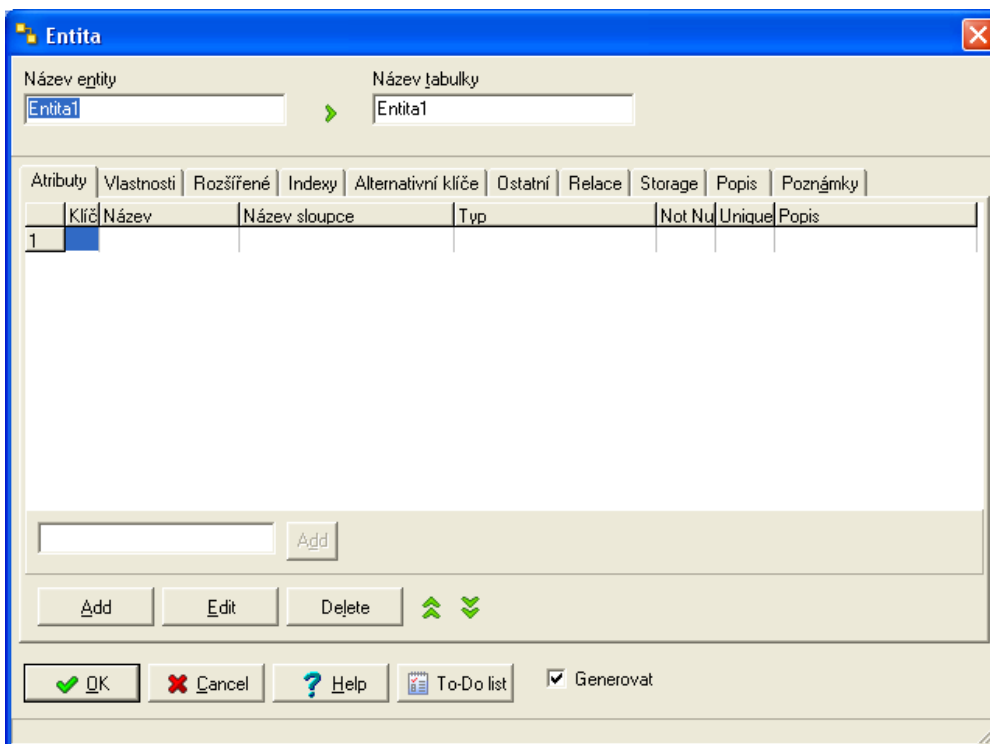 Entita
Název entity Název tabulky
Entita1 Entita1
Atributy Vlastnosti Rozšířené Indexy Alternativní klíče Ostatní Relace Storage Popis Poznámky
Klíč Název Název sloupce Typ Not Nu Unique Popis
1
Add
Add Edit Delete
OK Cancel ? Help To-Do list Generovat